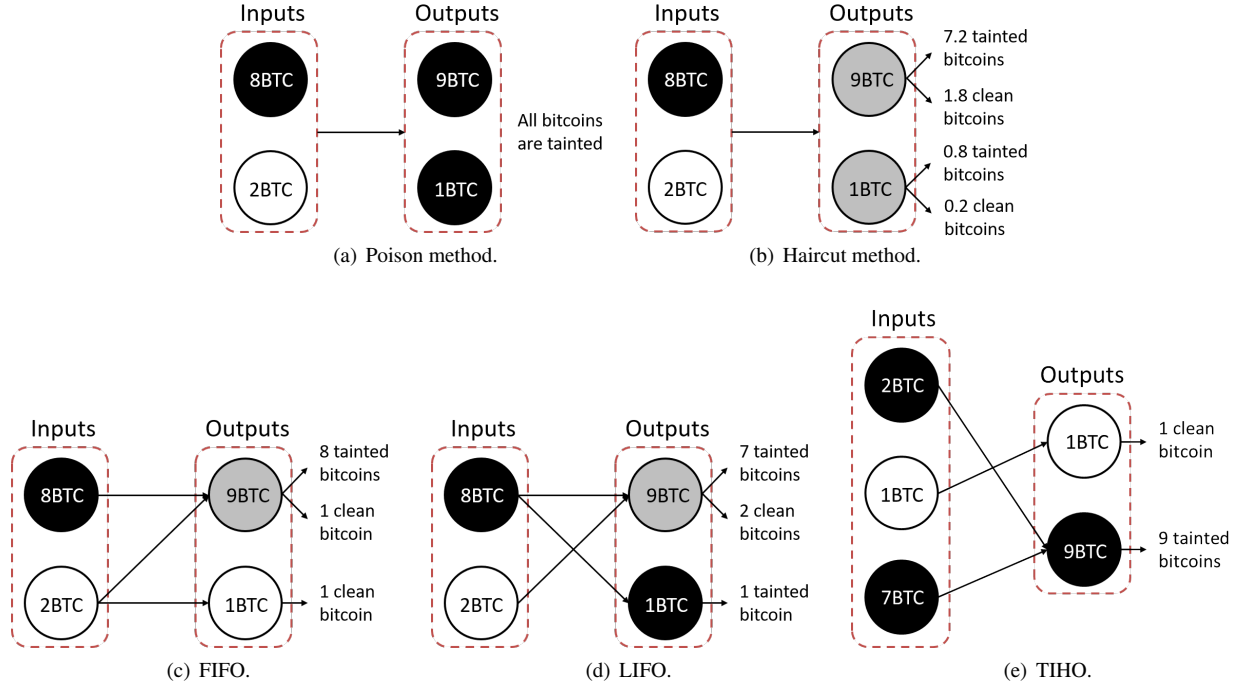 Inputs
Outputs
8BTC
9BTC
2BTC
1BTC
All bitcoins
are tainted
(a) Poison method.
Inputs
Outputs
8BTC
9BTC
7.2 tainted
bitcoins
1.8 clean
bitcoins
2BTC
1BTC
0.8 tainted
bitcoins
0.2 clean
bitcoins
(b) Haircut method.
Inputs
Outputs
8BTC
9BTC
8 tainted
bitcoins
1 clean
bitcoin
2BTC
1BTC
1 clean
bitcoin
(c) FIFO.
Inputs
Outputs
8BTC
9BTC
7 tainted
bitcoins
2 clean
bitcoins
2BTC
1BTC
1 tainted
bitcoin
(d) LIFO.
Inputs
Outputs
2BTC
1BTC
7BTC
1BTC
1 clean
bitcoin
9BTC
9 tainted
bitcoins
(e) TIHO.